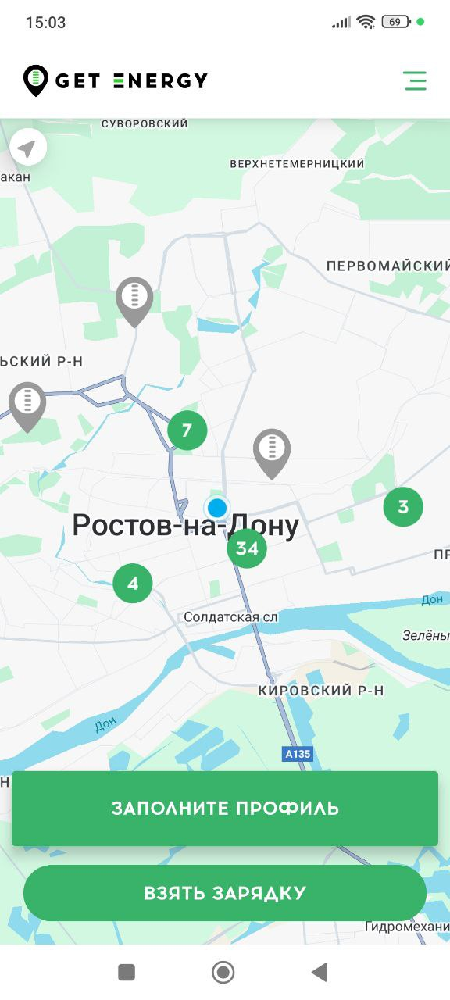 15:03
69
GET ENERGY
СУВОРОВСКИЙ
ВЕРХНЕТЕМЕРНИЦКИЙ
акан
ПЕРВОМАЙСКИЙ
ЬСКИЙ Р-Н
7
3
Ростов-на-Дону
34
ПР
4
Дон
Солдатская сл
Зелёны
КИРОВСКИЙ Р-Н
Дон
А135
Н
ЗАПОЛНИТЕ ПРОФИЛЬ
ВЗЯТЬ ЗАРЯДКУ
Гидромехани